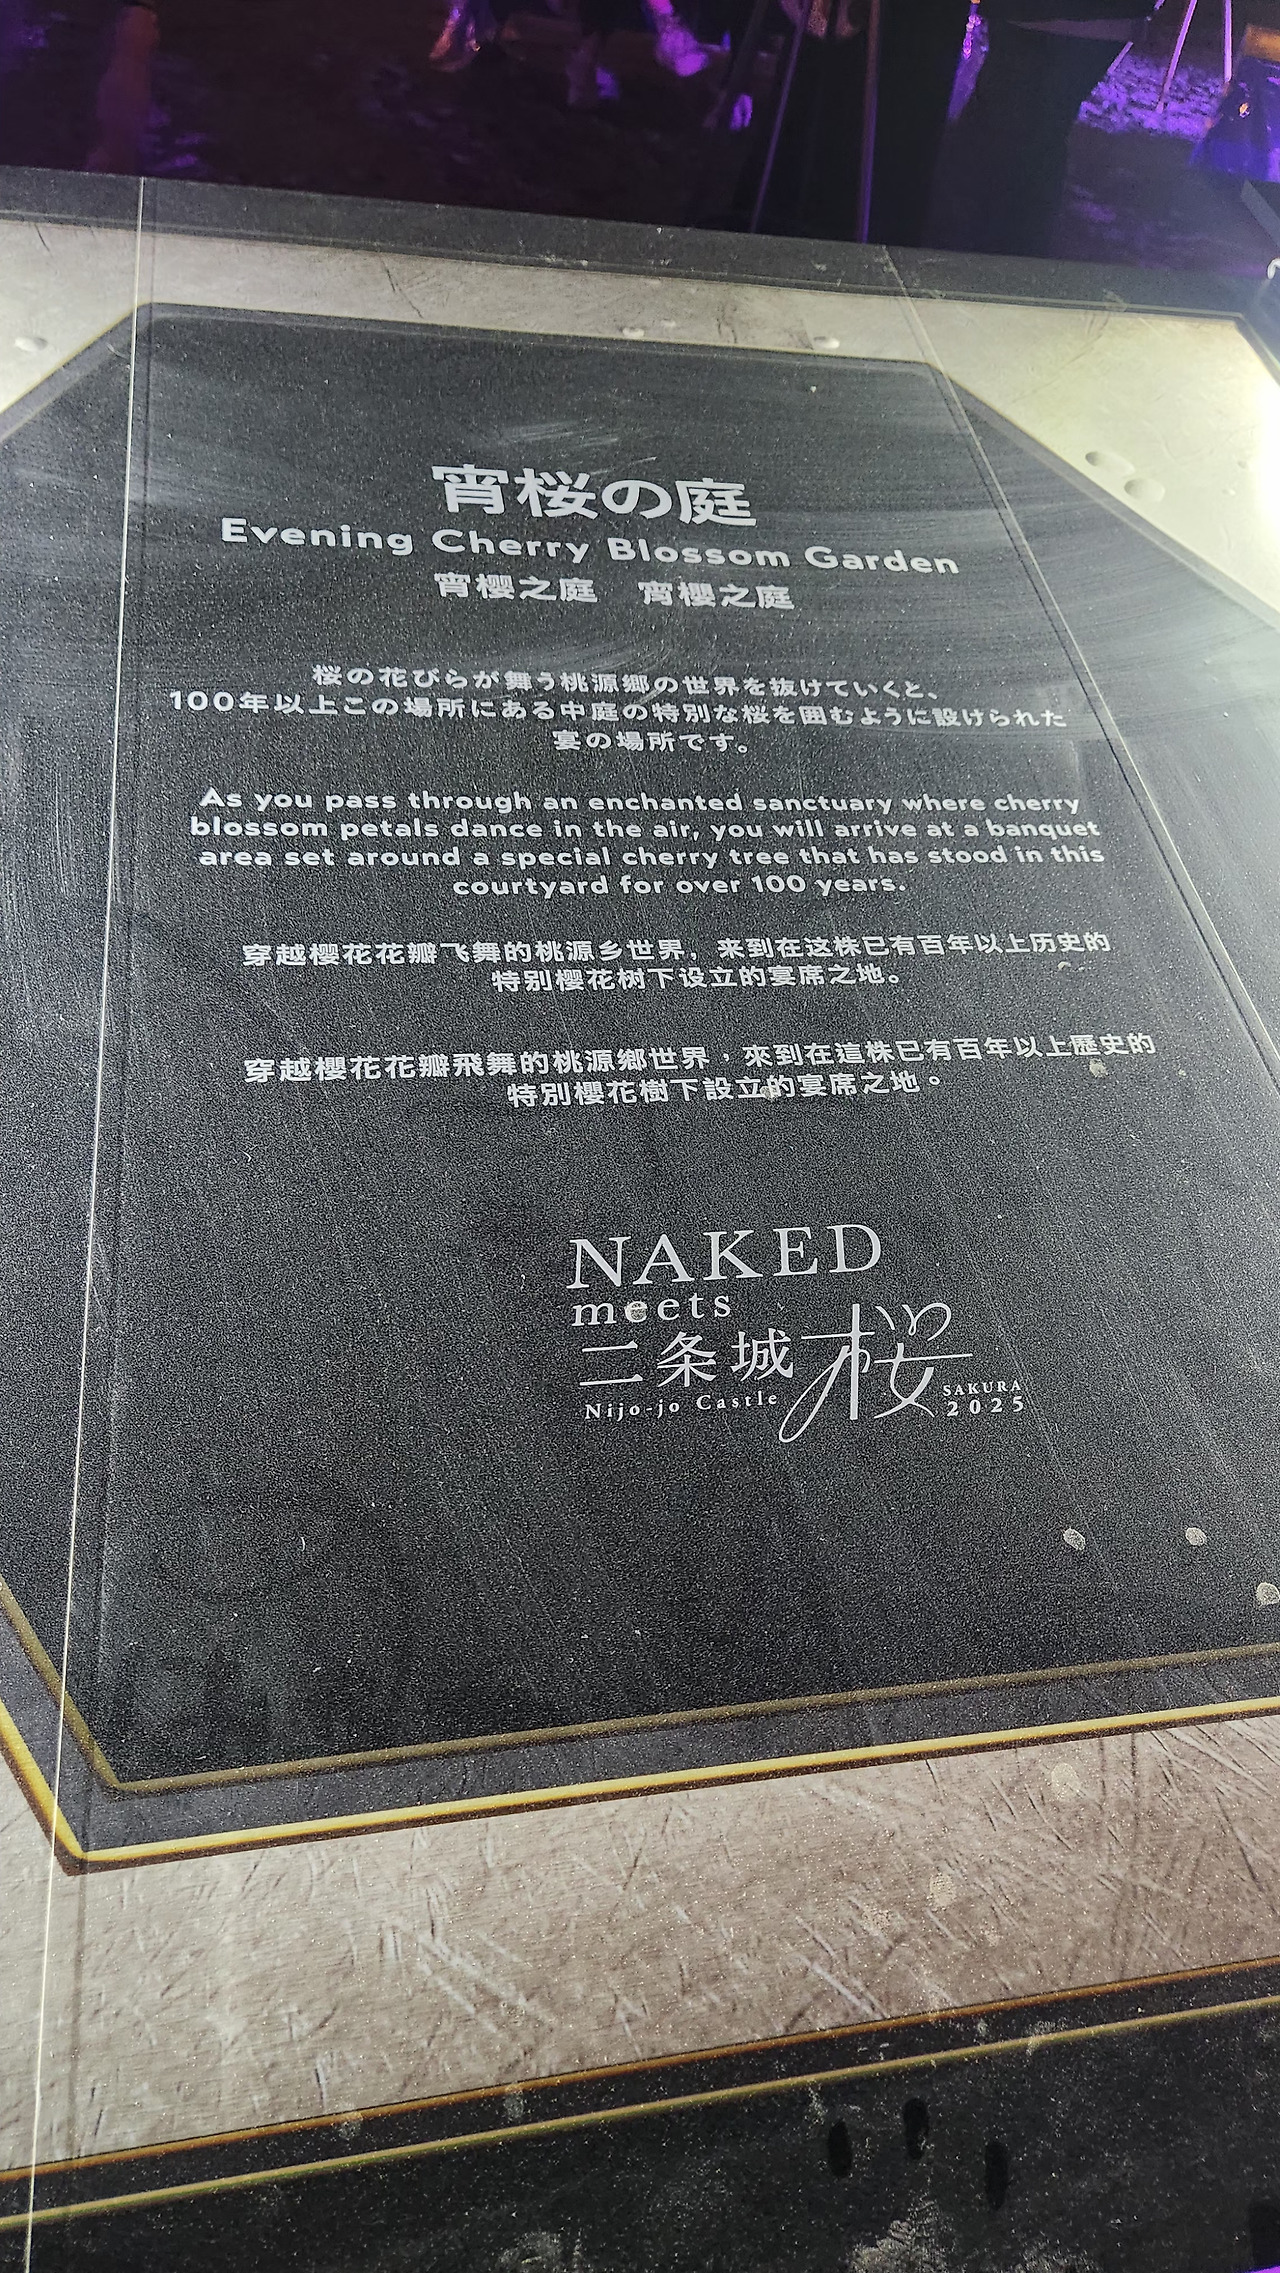 宵桜の庭
Evening Cherry Blossom Garden
宵樱之庭　宵櫻之庭
桜の花びらが舞う桃源郷の世界を抜けていくと、
100年以上この場所にある中庭の特別な桜を囲むように設けられた
宴の場所です。
As you pass through an enchanted sanctuary where cherry
blossom petals dance in the air, you will arrive at a banquet
area set around a special cherry tree that has stood in this
courtyard for over 100 years.
穿越樱花花瓣飞舞的桃源乡世界，来到在这株已有百年以上历史的
特别樱花树下设立的宴席之地。
穿越櫻花花瓣飛舞的桃源鄉世界，來到在這株已有百年以上歷史的
特別櫻花樹下設立的宴席之地。
NAKED
meets
二条城 桜
Nijo-jo Castle SAKURA
2025